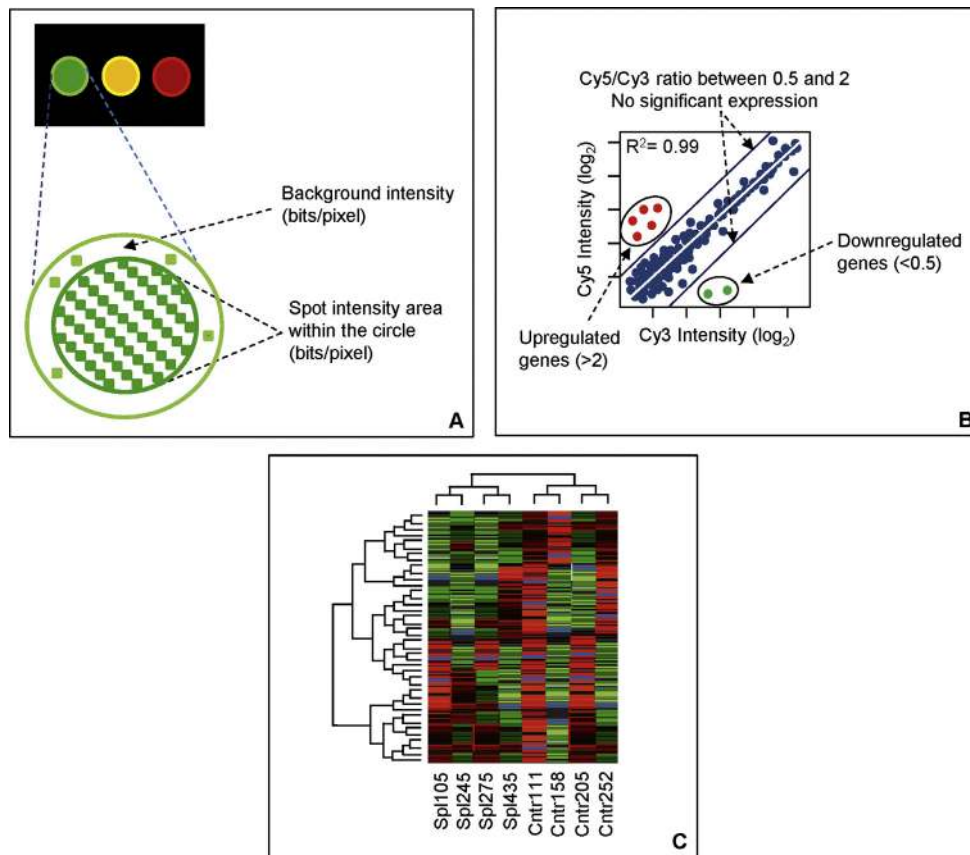 Background intensity
(bits/pixel)
Spot intensity area
within the circle
(bits/pixel)
A
Cy5/Cy3 ratio between 0.5 and 2
No significant expression
R²= 0.99
Cy5 Intensity (log₂)
Downregulated
genes (<0.5)
Upregulated
genes (>2)
Cy3 Intensity (log₂)
B
Spl105
Spl245
Spl275
Spl435
Cntr111
Cntr158
Cntr205
Cntr252
C